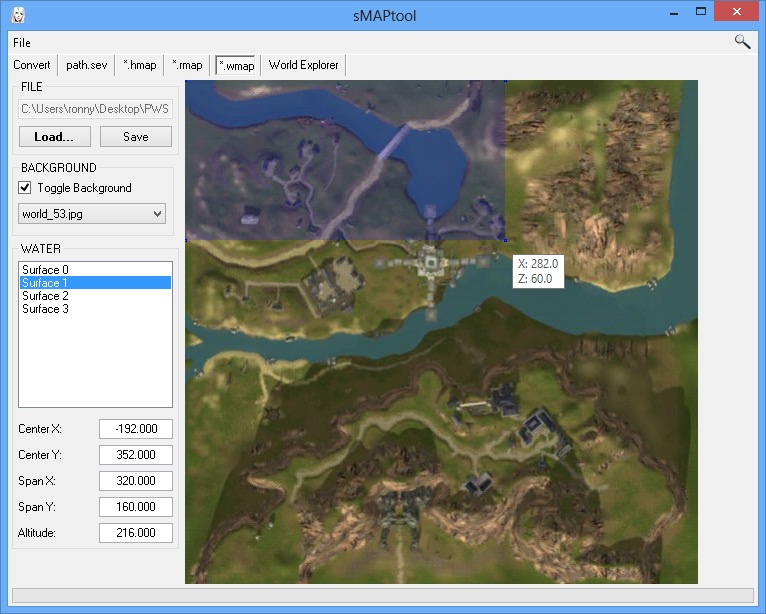 sMAPtool
File
Convert path.sev *.hmap *.rmap *.wmap World Explorer
FILE
C:\Users\ronny\Desktop\PWS
Load... Save
BACKGROUND
Toggle Background
world_53.jpg
WATER
Surface 0
Surface 1
Surface 2
Surface 3
X: 282.0
Z: 60.0
Center X: -192.000
Center Y: 352.000
Span X: 320.000
Span Y: 160.000
Altitude: 216.000